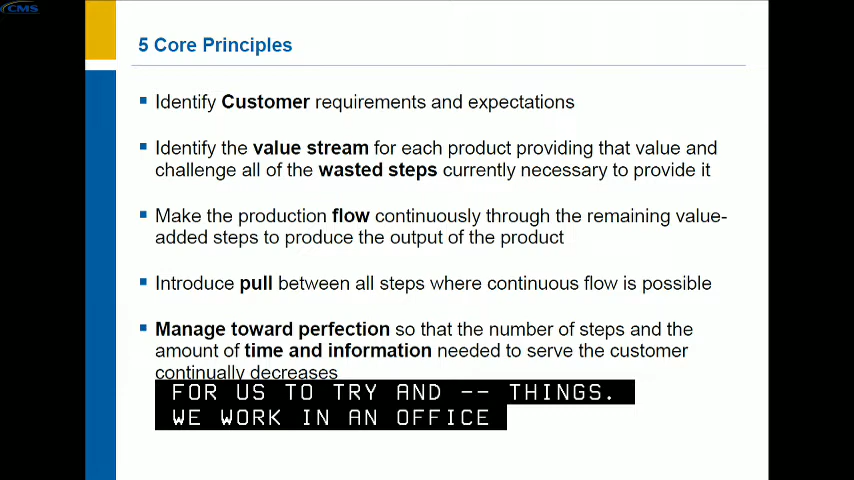 CMS
5 Core Principles
▪ Identify Customer requirements and expectations
▪ Identify the value stream for each product providing that value and
challenge all of the wasted steps currently necessary to provide it
▪ Make the production flow continuously through the remaining value-
added steps to produce the output of the product
▪ Introduce pull between all steps where continuous flow is possible
▪ Manage toward perfection so that the number of steps and the
amount of time and information needed to serve the customer
continually decreases
FOR US TO TRY AND -- THINGS.
WE WORK IN AN OFFICE